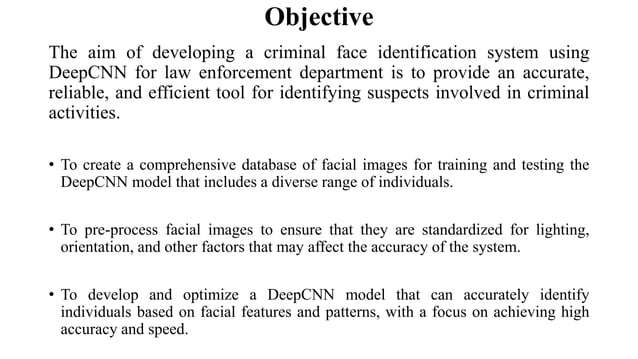 Objective
The aim of developing a criminal face identification system using
DeepCNN for law enforcement department is to provide an accurate,
reliable, and efficient tool for identifying suspects involved in criminal
activities.
• To create a comprehensive database of facial images for training and testing the
DeepCNN model that includes a diverse range of individuals.
• To pre-process facial images to ensure that they are standardized for lighting,
orientation, and other factors that may affect the accuracy of the system.
• To develop and optimize a DeepCNN model that can accurately identify
individuals based on facial features and patterns, with a focus on achieving high
accuracy and speed.